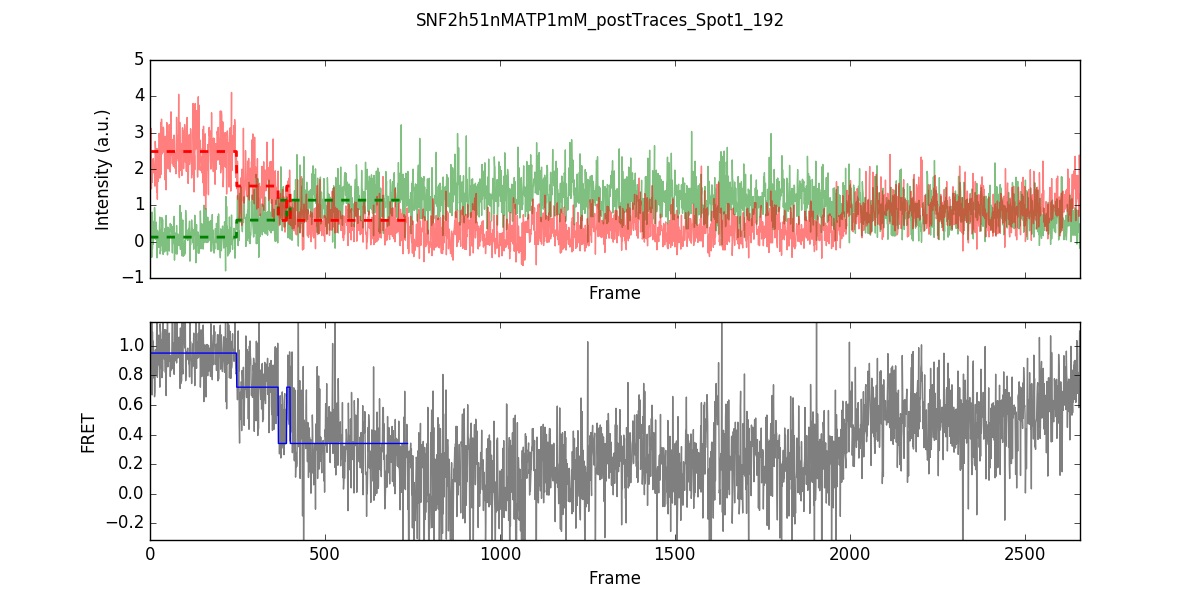 SNF2h51nMATP1mM_postTraces_Spot1_192
5
4
3
2
1
0
−1
Intensity (a.u.)
Frame
1.0
0.8
0.6
0.4
0.2
0.0
−0.2
FRET
0 500 1000 1500 2000 2500
Frame